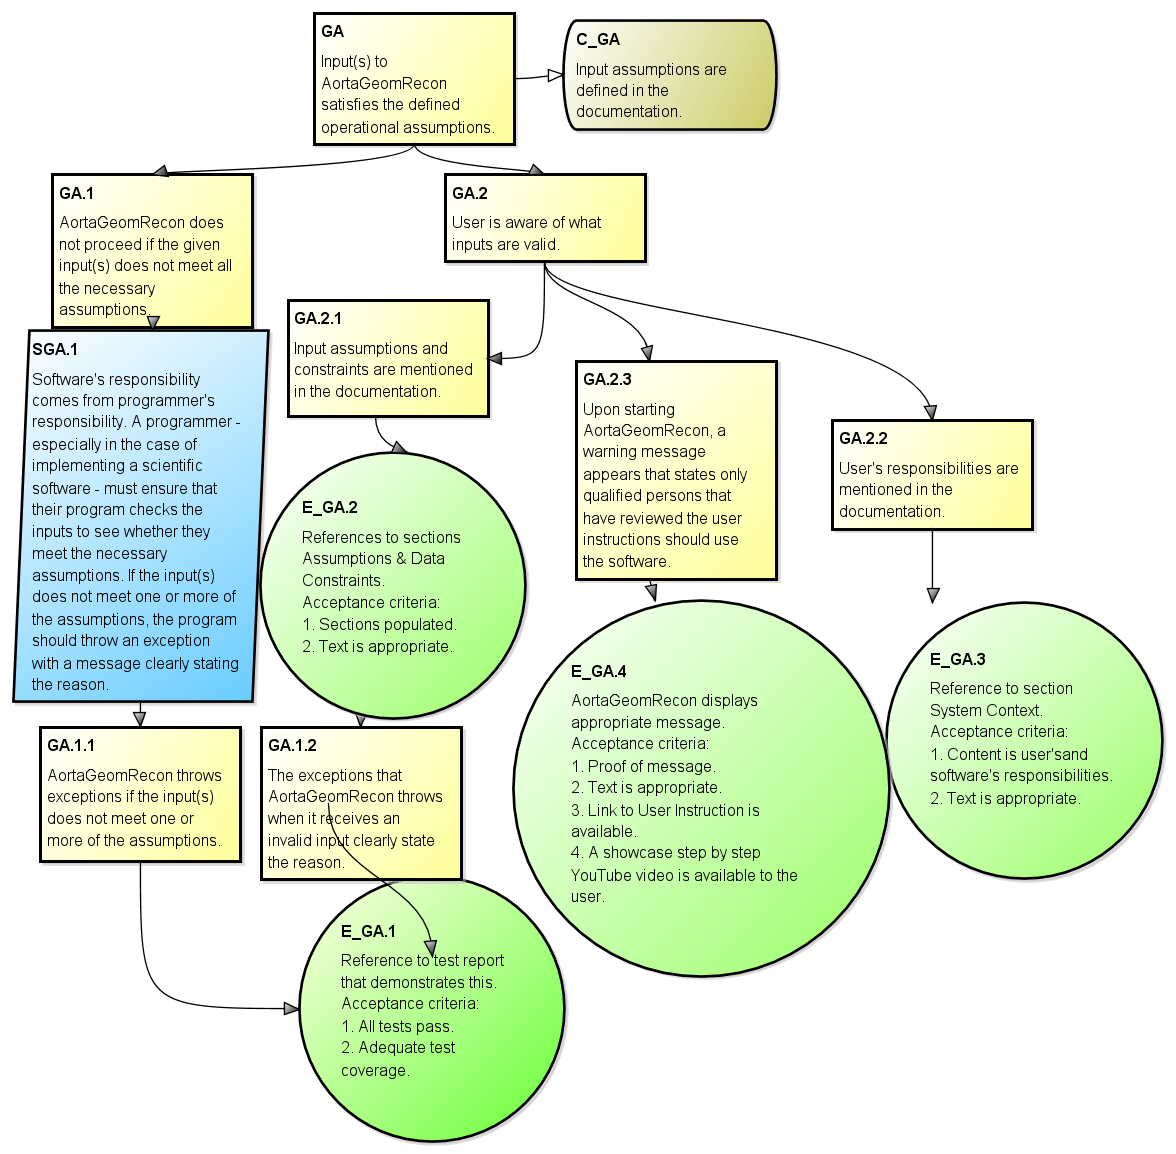 GA
Input(s) to
AortaGeomRecon
satisfies the defined
operational assumptions.
C_GA
Input assumptions are
defined in the
documentation.
GA.1
AortaGeomRecon does
not proceed if the given
input(s) does not meet all
the necessary
assumptions.
GA.2
User is aware of what
inputs are valid.
SGA.1
Software's responsibility
comes from programmer's
responsibility. A programmer -
especially in the case of
implementing a scientific
software - must ensure that
their program checks the
inputs to see whether they
meet the necessary
assumptions. If the input(s)
does not meet one or more of
the assumptions, the program
should throw an exception
with a message clearly stating
the reason.
GA.2.1
Input assumptions and
constraints are mentioned
in the documentation.
GA.2.3
Upon starting
AortaGeomRecon, a
warning message
appears that states only
qualified persons that
have reviewed the user
instructions should use
the software.
GA.2.2
User's responsibilities are
mentioned in the
documentation.
E_GA.2
References to sections
Assumptions & Data
Constraints.
Acceptance criteria:
1. Sections populated.
2. Text is appropriate.
E_GA.4
AortaGeomRecon displays
appropriate message.
Acceptance criteria:
1. Proof of message.
2. Text is appropriate.
3. Link to User Instruction is
available.
4. A showcase step by step
YouTube video is available to the
user.
E_GA.3
Reference to section
System Context.
Acceptance criteria:
1. Content is user'sand
software's responsibilities.
2. Text is appropriate.
GA.1.1
AortaGeomRecon throws
exceptions if the input(s)
does not meet one or
more of the assumptions.
GA.1.2
The exceptions that
AortaGeomRecon throws
when it receives an
invalid input clearly state
the reason.
E_GA.1
Reference to test report
that demonstrates this.
Acceptance criteria:
1. All tests pass.
2. Adequate test
coverage.